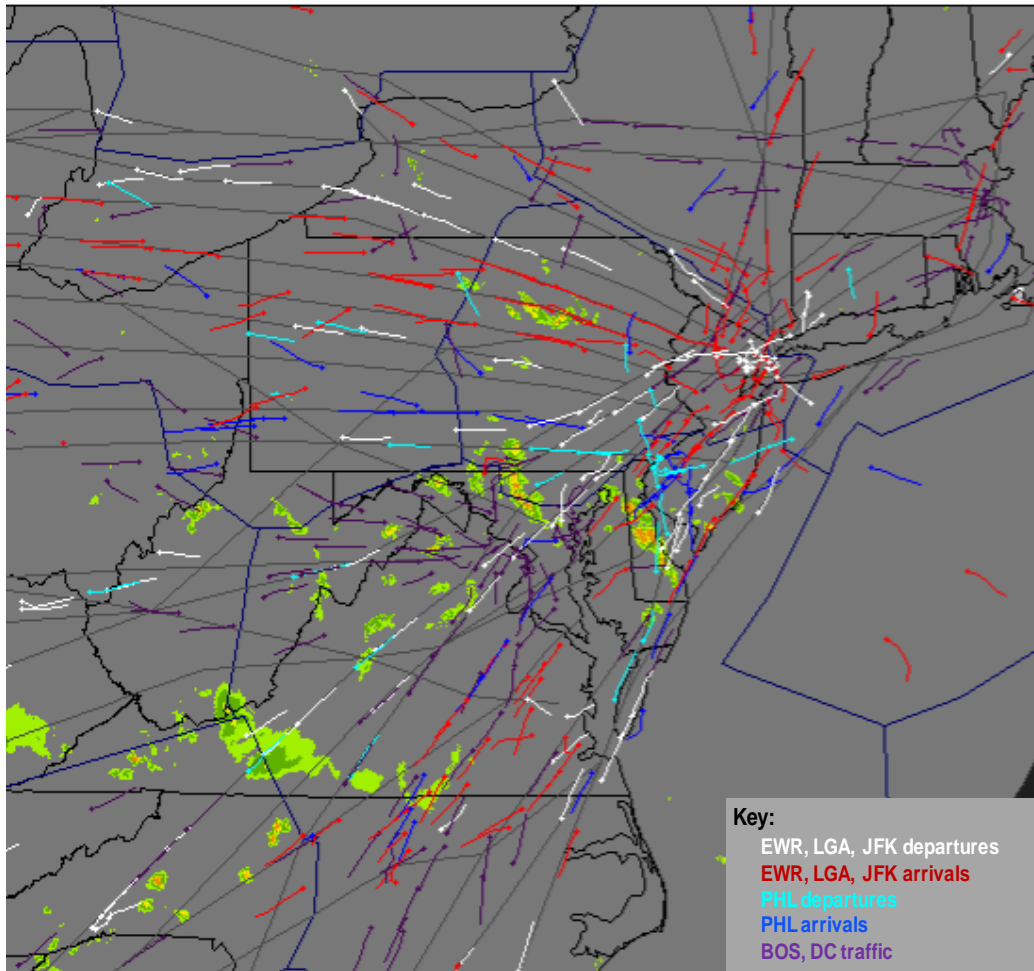 Key:
EWR, LGA, JFK departures
EWR, LGA, JFK arrivals
PHL departures
PHL arrivals
BOS, DC traffic